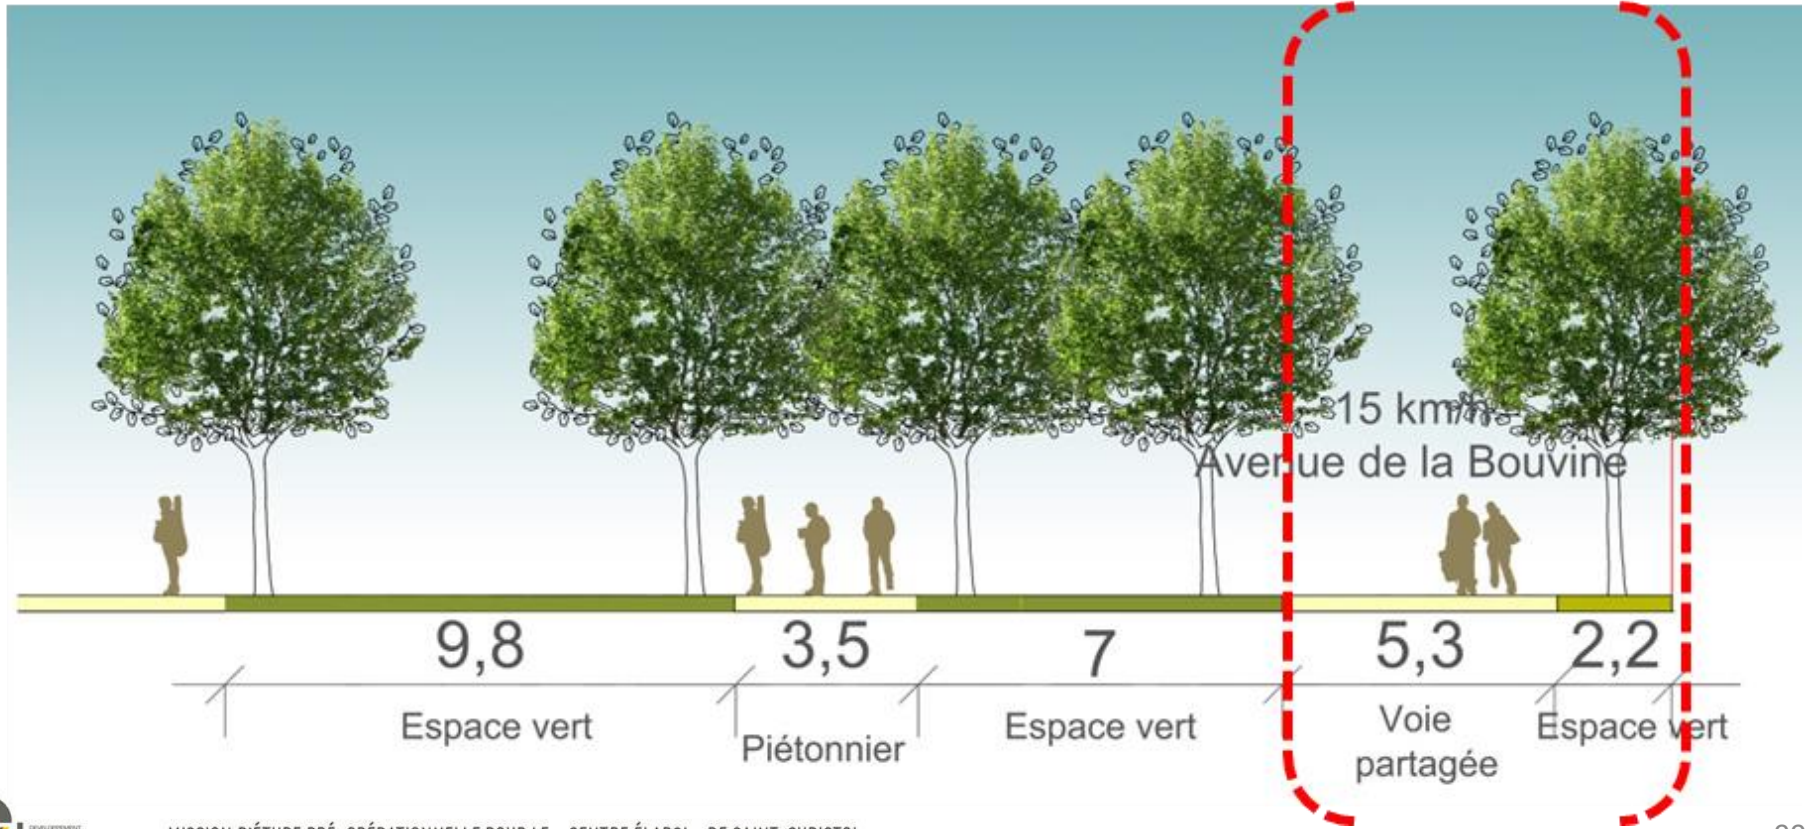 15 km/h
Avenue de la Bouvine
9,8
3,5
7
5,3
2,2
Espace vert
Piétonnier
Espace vert
Voie
partagée
Espace vert